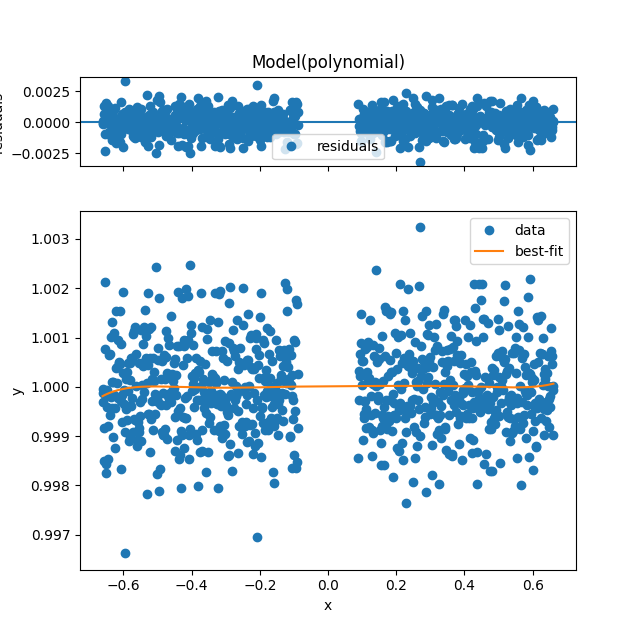 Model(polynomial)
0.0025
0.0000
−0.0025
residuals
residuals
1.003
1.002
1.001
1.000
0.999
0.998
0.997
y
data
best-fit
−0.6 −0.4 −0.2 0.0 0.2 0.4 0.6
x